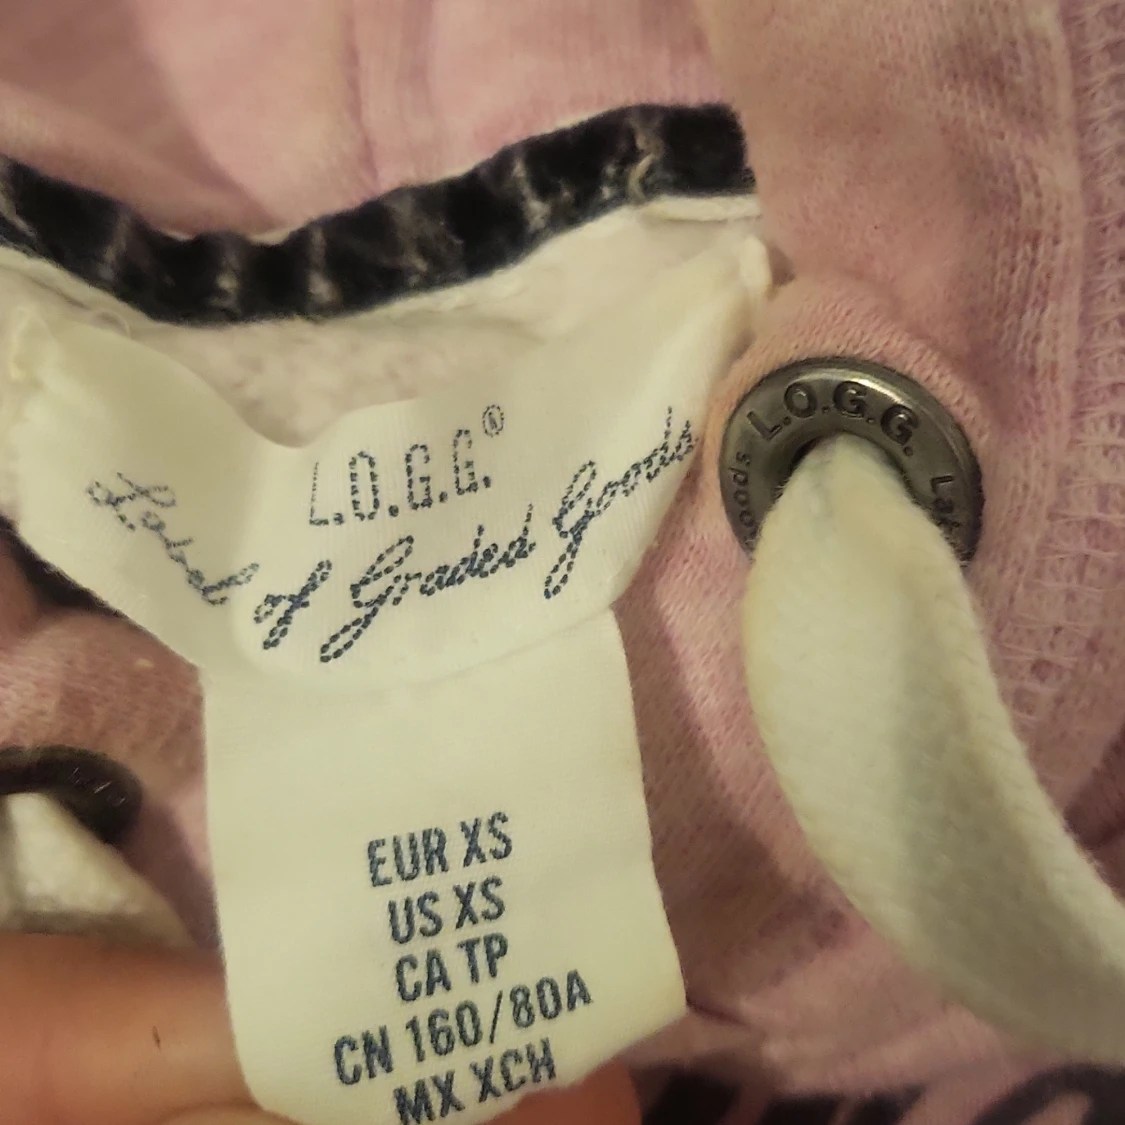 L.O.G.G.®
Label of Graded Goods
EUR XS
US XS
CA TP
CN 160/80A
MX XCH
L.O.G.G.